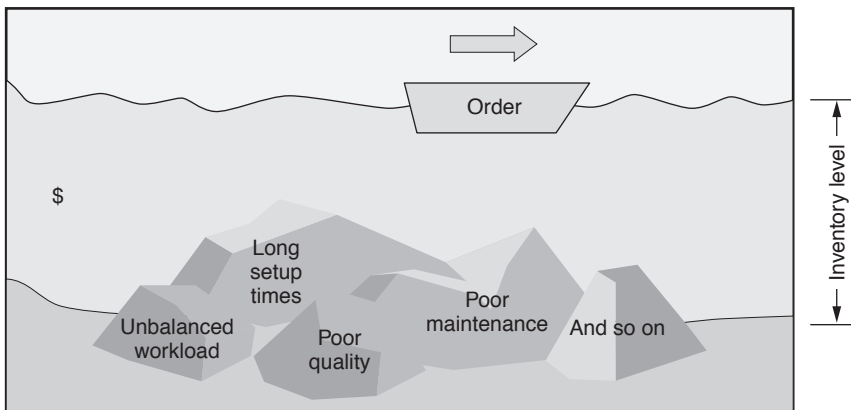 Order
$
Inventory level
Long
setup
times
Unbalanced
workload
Poor
quality
Poor
maintenance
And so on